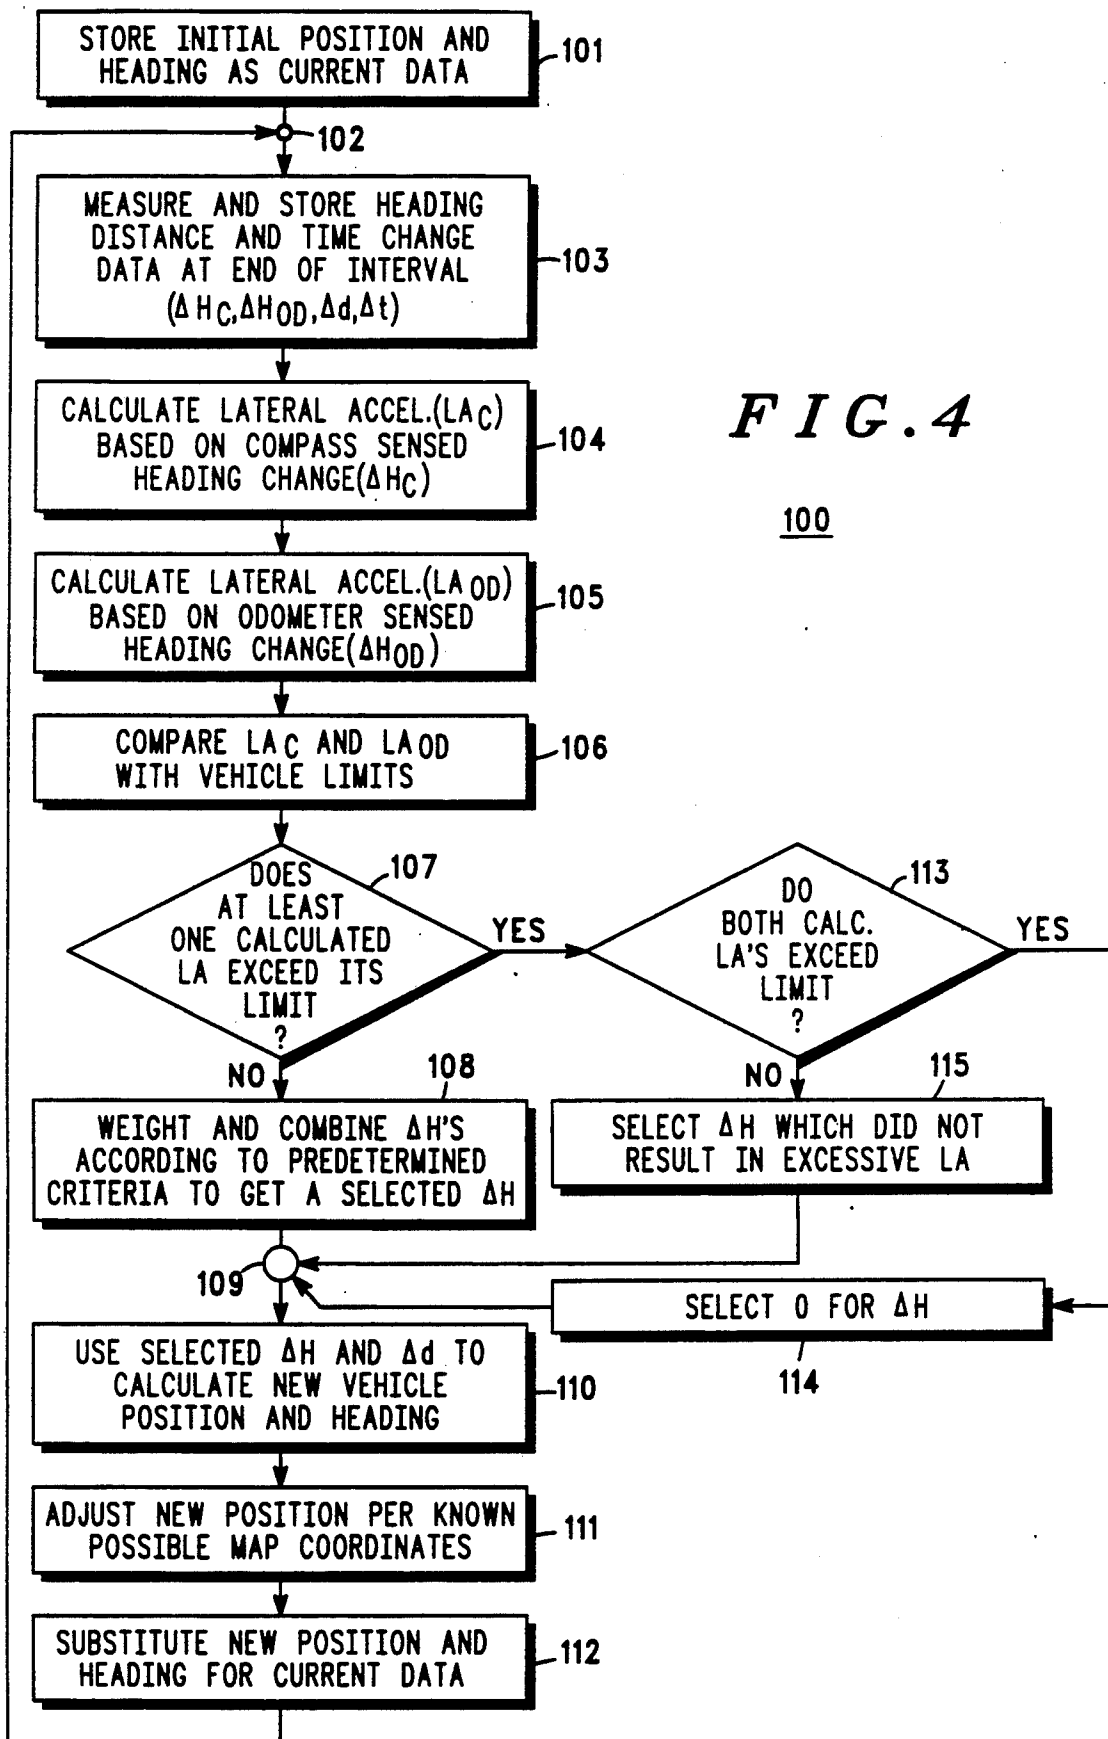 STORE INITIAL POSITION AND
HEADING AS CURRENT DATA
101
102
MEASURE AND STORE HEADING
DISTANCE AND TIME CHANGE
DATA AT END OF INTERVAL
(ΔHC,ΔHOD,Δd,Δt)
103
CALCULATE LATERAL ACCEL.(LAC)
BASED ON COMPASS SENSED
HEADING CHANGE(ΔHC)
104
FIG.4
100
CALCULATE LATERAL ACCEL.(LAOD)
BASED ON ODOMETER SENSED
HEADING CHANGE(ΔHOD)
105
COMPARE LAC AND LAOD
WITH VEHICLE LIMITS
106
DOES
AT LEAST
ONE CALCULATED
LA EXCEED ITS
LIMIT
?
107
YES
NO
DO
BOTH CALC.
LA'S EXCEED
LIMIT
?
113
YES
NO
108
WEIGHT AND COMBINE ΔH'S
ACCORDING TO PREDETERMINED
CRITERIA TO GET A SELECTED ΔH
115
SELECT ΔH WHICH DID NOT
RESULT IN EXCESSIVE LA
109
SELECT 0 FOR ΔH
114
USE SELECTED ΔH AND Δd TO
CALCULATE NEW VEHICLE
POSITION AND HEADING
110
ADJUST NEW POSITION PER KNOWN
POSSIBLE MAP COORDINATES
111
SUBSTITUTE NEW POSITION AND
HEADING FOR CURRENT DATA
112